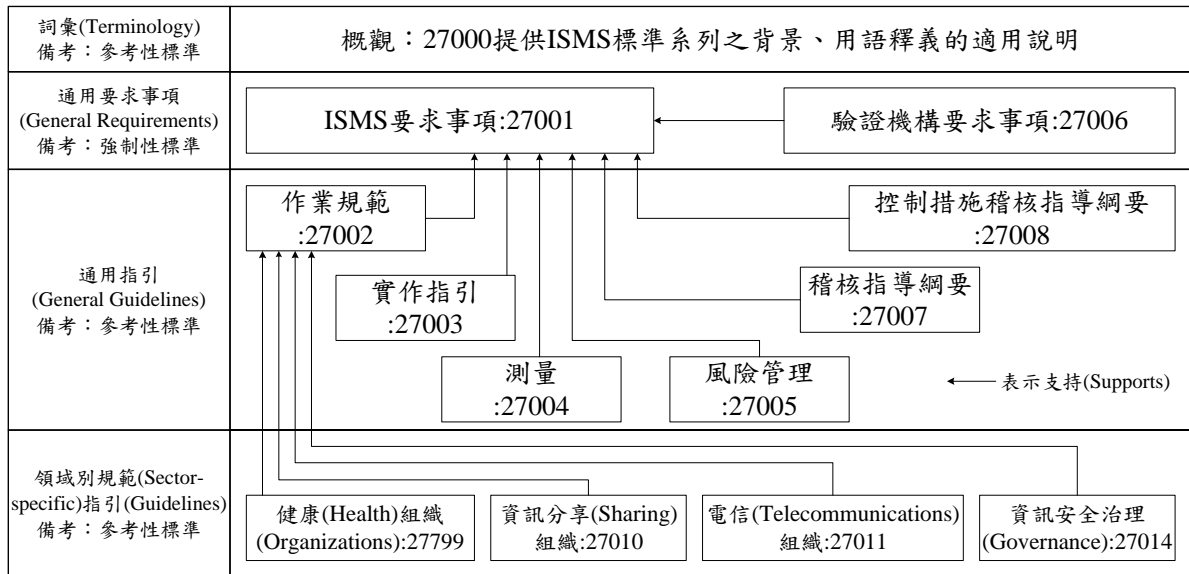 詞彙(Terminology)
備考：參考性標準
概觀：27000提供ISMS標準系列之背景、用語釋義的適用說明
通用要求事項
(General Requirements)
備考：強制性標準
ISMS要求事項:27001
驗證機構要求事項:27006
通用指引
(General Guidelines)
備考：參考性標準
作業規範
:27002
控制措施稽核指導綱要
:27008
實作指引
:27003
稽核指導綱要
:27007
測量
:27004
風險管理
:27005
表示支持(Supports)
領域別規範(Sector-
specific)指引(Guidelines)
備考：參考性標準
健康(Health)組織
(Organizations):27799
資訊分享(Sharing)
組織:27010
電信(Telecommunications)
組織:27011
資訊安全治理
(Governance):27014